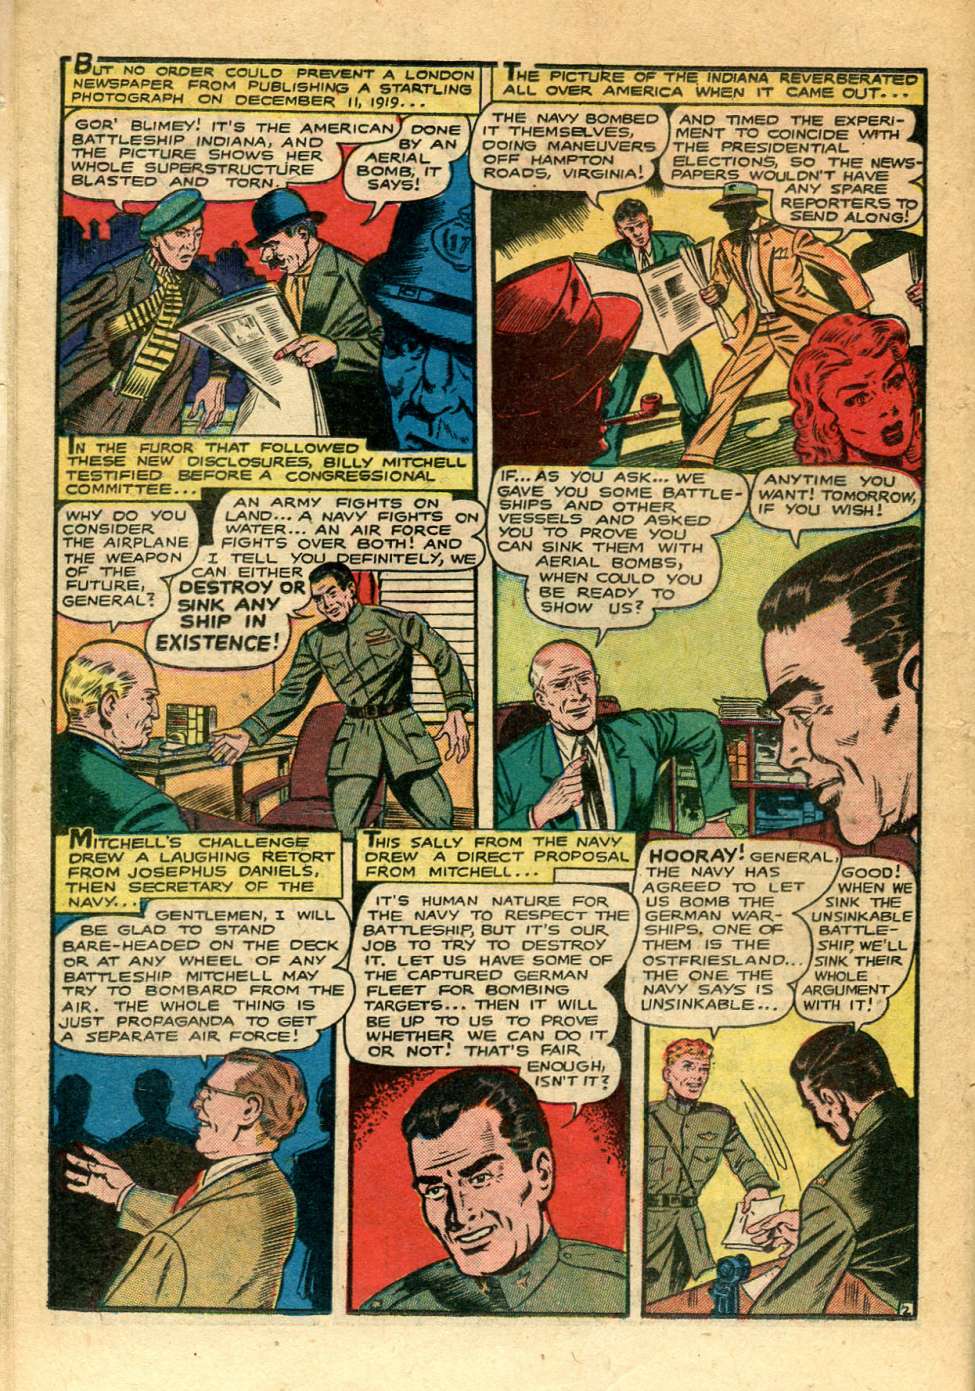 BUT NO ORDER COULD PREVENT A LONDON
NEWSPAPER FROM PUBLISHING A STARTLING
PHOTOGRAPH ON DECEMBER 11, 1919...
GOR' BLIMEY! IT'S THE AMERICAN
BATTLESHIP INDIANA, AND
THE PICTURE SHOWS HER
WHOLE SUPERSTRUCTURE
BLASTED AND TORN.
DONE
BY AN
AERIAL
BOMB, IT
SAYS!
17
THE PICTURE OF THE INDIANA REVERBERATED
ALL OVER AMERICA WHEN IT CAME OUT...
THE NAVY BOMBED
IT THEMSELVES,
DOING MANEUVERS
OFF HAMPTON
ROADS, VIRGINIA!
AND TIMED THE EXPERI-
MENT TO COINCIDE WITH
THE PRESIDENTIAL
ELECTIONS, SO THE NEWS-
PAPERS WOULDN'T HAVE
ANY SPARE
REPORTERS TO
SEND ALONG!
IN THE FUROR THAT FOLLOWED
THESE NEW DISCLOSURES, BILLY MITCHELL
TESTIFIED BEFORE A CONGRESSIONAL
COMMITTEE...
WHY DO YOU
CONSIDER
THE AIRPLANE
THE WEAPON
OF THE
FUTURE,
GENERAL?
AN ARMY FIGHTS ON
LAND... A NAVY FIGHTS ON
WATER... AN AIR FORCE
FIGHTS OVER BOTH! AND
I TELL YOU DEFINITELY, WE
CAN EITHER
DESTROY OR
SINK ANY
SHIP IN
EXISTENCE!
IF... AS YOU ASK... WE
GAVE YOU SOME BATTLE-
SHIPS AND OTHER
VESSELS AND ASKED
YOU TO PROVE YOU
CAN SINK THEM WITH
AERIAL BOMBS,
WHEN COULD YOU
BE READY TO
SHOW US?
ANYTIME YOU
WANT! TOMORROW,
IF YOU WISH!
MITCHELL'S CHALLENGE
DREW A LAUGHING RETORT
FROM JOSEPHUS DANIELS,
THEN SECRETARY OF THE
NAVY...
GENTLEMEN, I WILL
BE GLAD TO STAND
BARE-HEADED ON THE DECK
OR AT ANY WHEEL OF ANY
BATTLESHIP MITCHELL MAY
TRY TO BOMBARD FROM THE
AIR. THE WHOLE THING IS
JUST PROPAGANDA TO GET
A SEPARATE AIR FORCE!
THIS SALLY FROM THE NAVY
DREW A DIRECT PROPOSAL
FROM MITCHELL...
IT'S HUMAN NATURE FOR
THE NAVY TO RESPECT THE
BATTLESHIP, BUT IT'S OUR
JOB TO TRY TO DESTROY
IT. LET US HAVE SOME OF
THE CAPTURED GERMAN
FLEET FOR BOMBING
TARGETS... THEN IT WILL
BE UP TO US TO PROVE
WHETHER WE CAN DO IT
OR NOT! THAT'S FAIR
ENOUGH,
ISN'T IT?
HOORAY! GENERAL,
THE NAVY HAS
AGREED TO LET
US BOMB THE
GERMAN WAR-
SHIPS. ONE OF
THEM IS THE
OSTFRIESLAND...
THE ONE THE
NAVY SAYS IS
UNSINKABLE...
GOOD!
WHEN WE
SINK THE
UNSINKABLE
BATTLE-
SHIP, WE'LL
SINK THEIR
WHOLE
ARGUMENT
WITH IT!
2